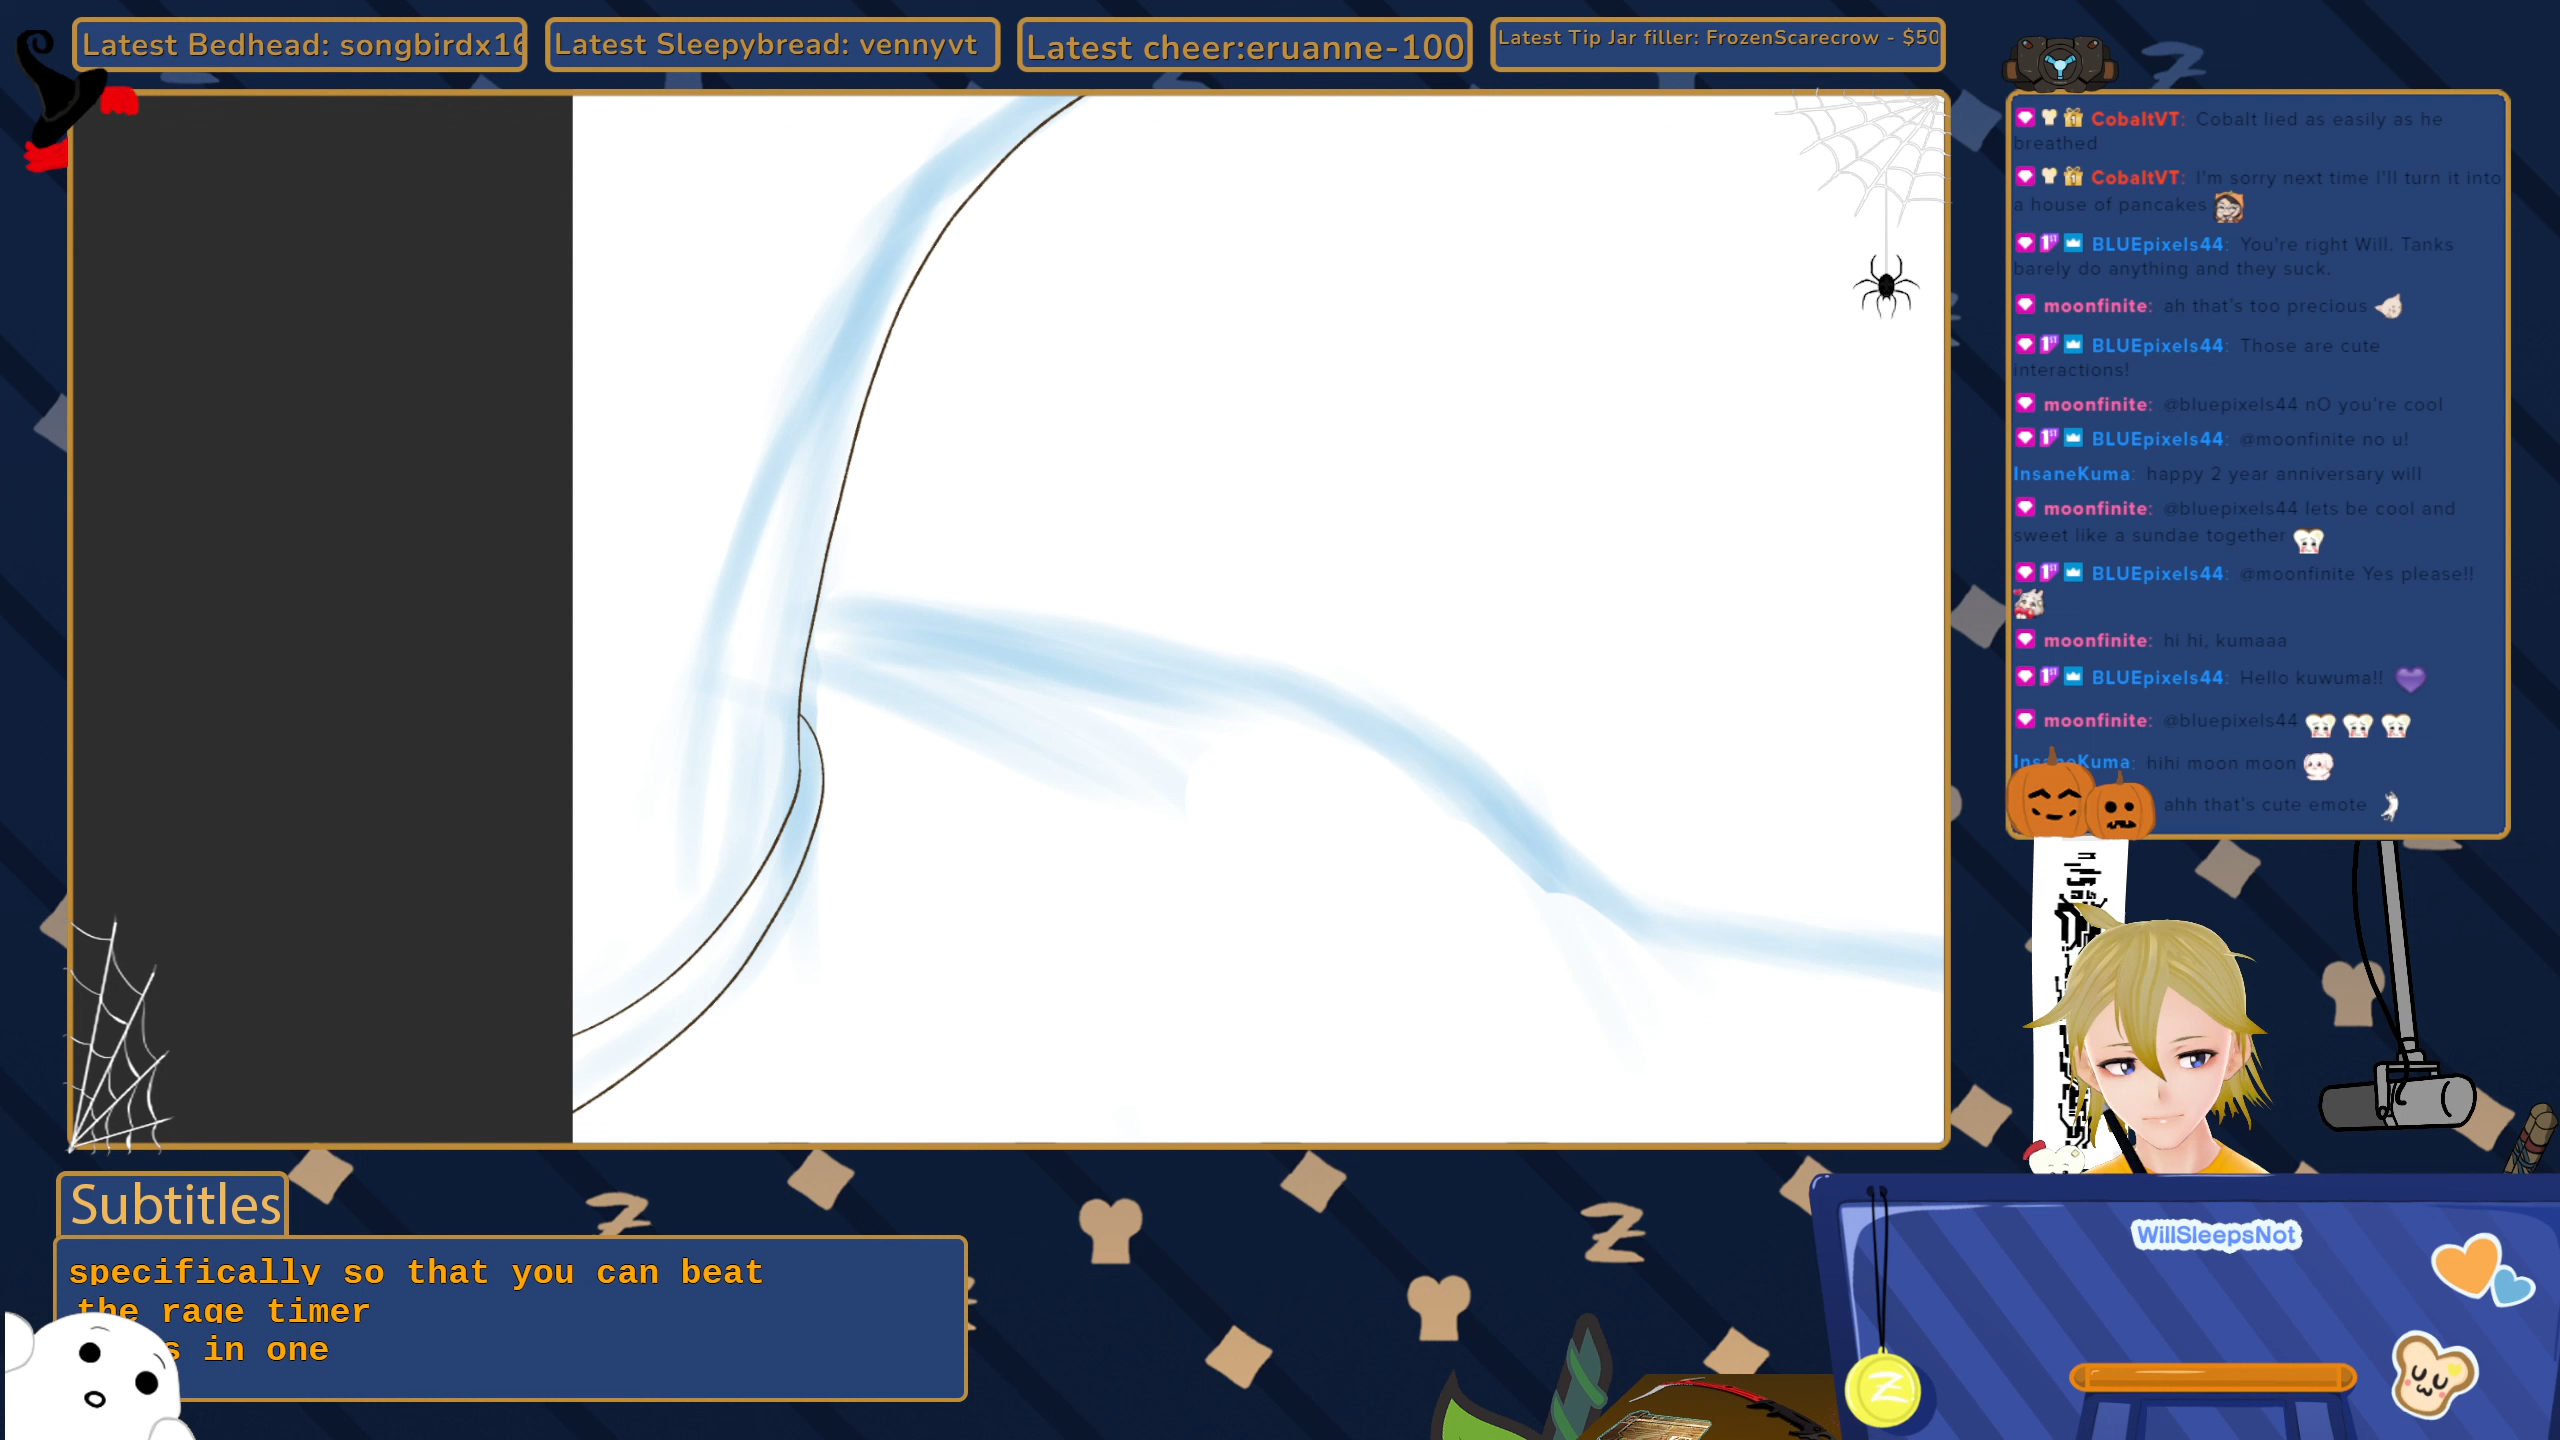 Latest Bedhead: songbirdx16
Latest Sleepybread: vennyvt
Latest cheer:eruanne-100
Latest Tip Jar filler: FrozenScarecrow - $50
CobaltVT: Cobalt lied as easily as he
breathed
CobaltVT: I'm sorry next time I'll turn it into
a house of pancakes
BLUEpixels44: You're right Will. Tanks
barely do anything and they suck.
moonfinite: ah that's too precious
BLUEpixels44: Those are cute
interactions!
moonfinite: @bluepixels44 nO you're cool
BLUEpixels44: @moonfinite no u!
InsaneKuma: happy 2 year anniversary will
moonfinite: @bluepixels44 lets be cool and
sweet like a sundae together
BLUEpixels44: @moonfinite Yes please!!
moonfinite: hi hi, kumaaa
BLUEpixels44: Hello kuwuma!!
moonfinite: @bluepixels44
InsaneKuma: hihi moon moon
ahh that's cute emote
Subtitles
specifically so that you can beat
the rage timer
in one
WillSleepsNot